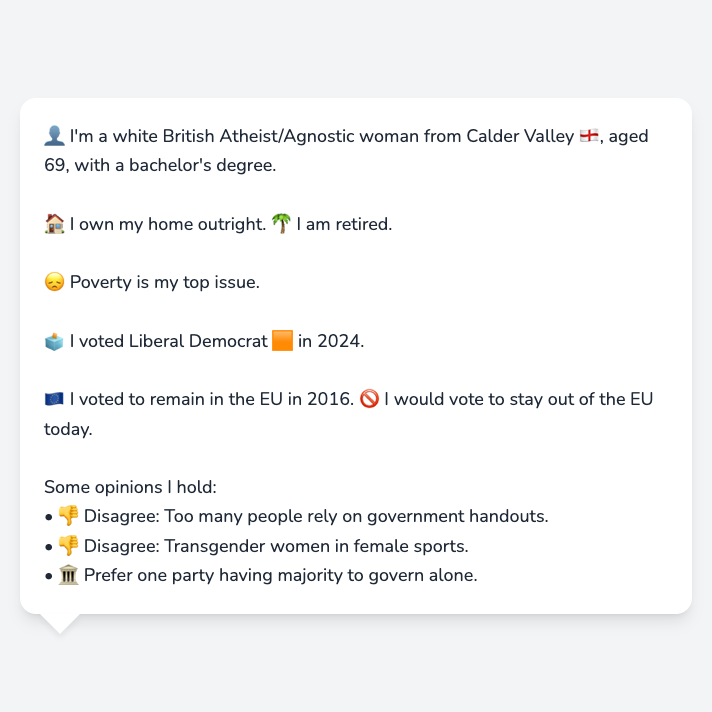 👤 I'm a white British Atheist/Agnostic woman from Calder Valley 🏴󠁧󠁢󠁥󠁮󠁧󠁿, aged
69, with a bachelor's degree.
🏠 I own my home outright. 🌴 I am retired.
😞 Poverty is my top issue.
🗳️ I voted Liberal Democrat 🟧 in 2024.
🇪🇺 I voted to remain in the EU in 2016. 🚫 I would vote to stay out of the EU
today.
Some opinions I hold:
• 👎 Disagree: Too many people rely on government handouts.
• 👎 Disagree: Transgender women in female sports.
• 🏛️ Prefer one party having majority to govern alone.